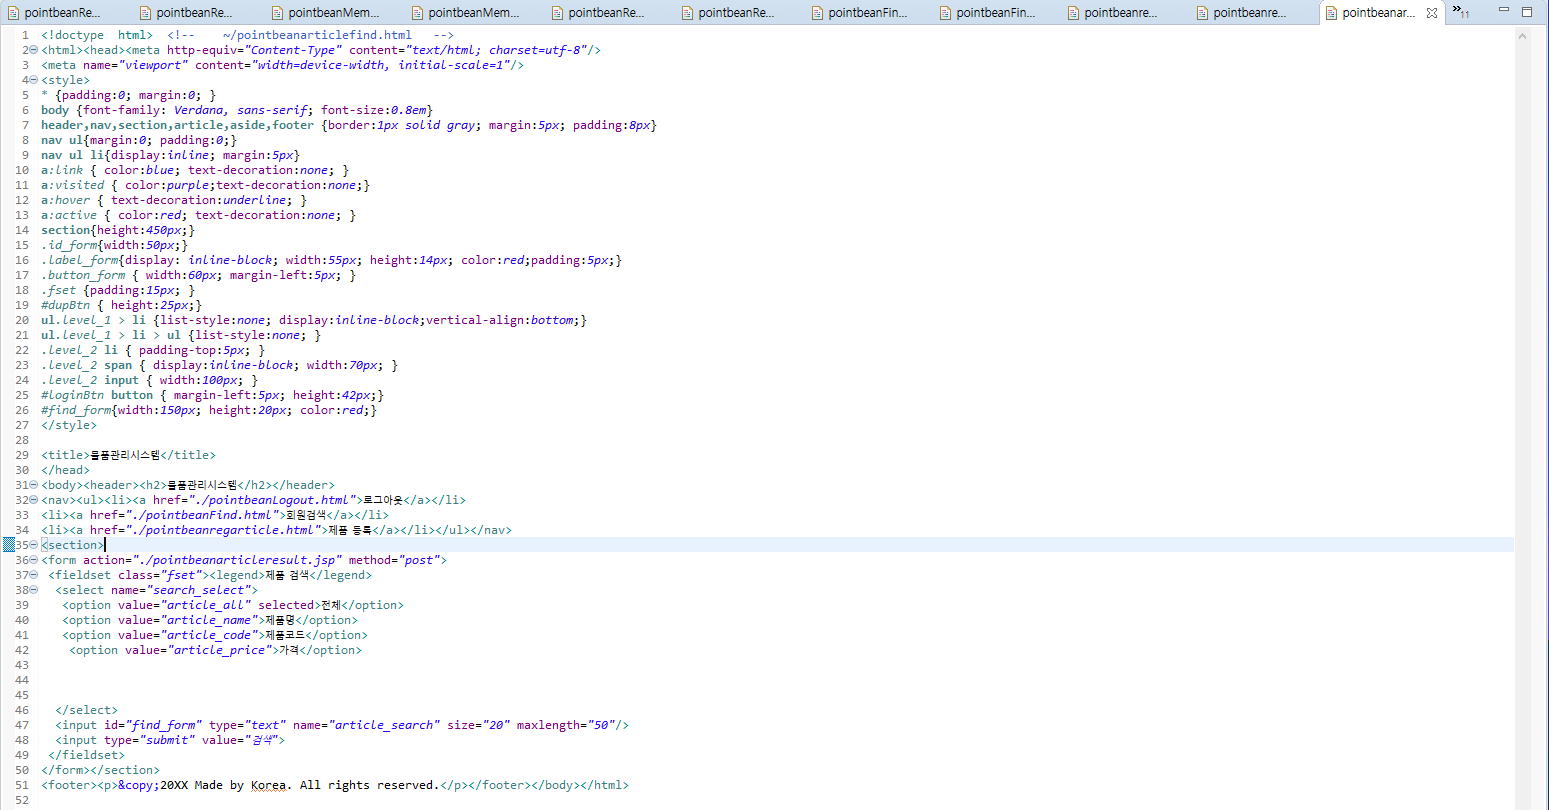 pointbeanRe... pointbeanRe... pointbeanMem... pointbeanMem... pointbeanRe... pointbeanRe... pointbeanFin... pointbeanFin... pointbeanre... pointbeanre... pointbeanar... »11
1 <!doctype  html>  <!--    ~/pointbeanarticlefind.html   -->
2 <html><head><meta http-equiv="Content-Type" content="text/html; charset=utf-8"/>
3 <meta name="viewport" content="width=device-width, initial-scale=1"/>
4 <style>
5 * {padding:0; margin:0; }
6 body {font-family: Verdana, sans-serif; font-size:0.8em}
7 header,nav,section,article,aside,footer {border:1px solid gray; margin:5px; padding:8px}
8 nav ul{margin:0; padding:0;}
9 nav ul li{display:inline; margin:5px}
10 a:link { color:blue; text-decoration:none; }
11 a:visited { color:purple;text-decoration:none;}
12 a:hover { text-decoration:underline; }
13 a:active { color:red; text-decoration:none; }
14 section{height:450px;}
15 .id_form{width:50px;}
16 .label_form{display: inline-block; width:55px; height:14px; color:red;padding:5px;}
17 .button_form { width:60px; margin-left:5px; }
18 .fset {padding:15px; }
19 #dupBtn { height:25px;}
20 ul.level_1 > li {list-style:none; display:inline-block;vertical-align:bottom;}
21 ul.level_1 > li > ul {list-style:none; }
22 .level_2 li { padding-top:5px; }
23 .level_2 span { display:inline-block; width:70px; }
24 .level_2 input { width:100px; }
25 #loginBtn button { margin-left:5px; height:42px;}
26 #find_form{width:150px; height:20px; color:red;}
27 </style>
28
29 <title>물품관리시스템</title>
30 </head>
31 <body><header><h2>물품관리시스템</h2></header>
32 <nav><ul><li><a href="./pointbeanLogout.html">로그아웃</a></li>
33 <li><a href="./pointbeanFind.html">회원검색</a></li>
34 <li><a href="./pointbeanregarticle.html">제품 등록</a></li></ul></nav>
35 <section>
36 <form action="./pointbeanarticleresult.jsp" method="post">
37 <fieldset class="fset"><legend>제품 검색</legend>
38 <select name="search_select">
39 <option value="article_all" selected>전체</option>
40 <option value="article_name">제품명</option>
41 <option value="article_code">제품코드</option>
42 <option value="article_price">가격</option>
43
44
45
46 </select>
47 <input id="find_form" type="text" name="article_search" size="20" maxlength="50"/>
48 <input type="submit" value="검색">
49 </fieldset>
50 </form></section>
51 <footer><p>&copy;20XX Made by Korea. All rights reserved.</p></footer></body></html>
52